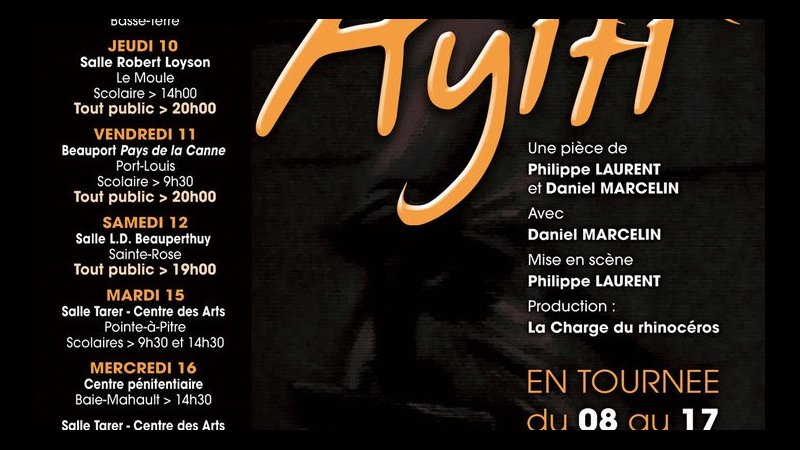 Basse-Terre
JEUDI 10
Salle Robert Loyson
Le Moule
Scolaire > 14h00
Tout public > 20h00
VENDREDI 11
Beauport Pays de la Canne
Port-Louis
Scolaire > 9h30
Tout public > 20h00
SAMEDI 12
Salle L.D. Beauperthuy
Sainte-Rose
Tout public > 19h00
MARDI 15
Salle Tarer - Centre des Arts
Pointe-à-Pitre
Scolaires > 9h30 et 14h30
MERCREDI 16
Centre pénitentiaire
Baie-Mahault > 14h30
Salle Tarer - Centre des Arts
Ayiti
Une pièce de
Philippe LAURENT
et Daniel MARCELIN
Avec
Daniel MARCELIN
Mise en scène
Philippe LAURENT
Production :
La Charge du rhinocéros
EN TOURNEE
du 08 au 17